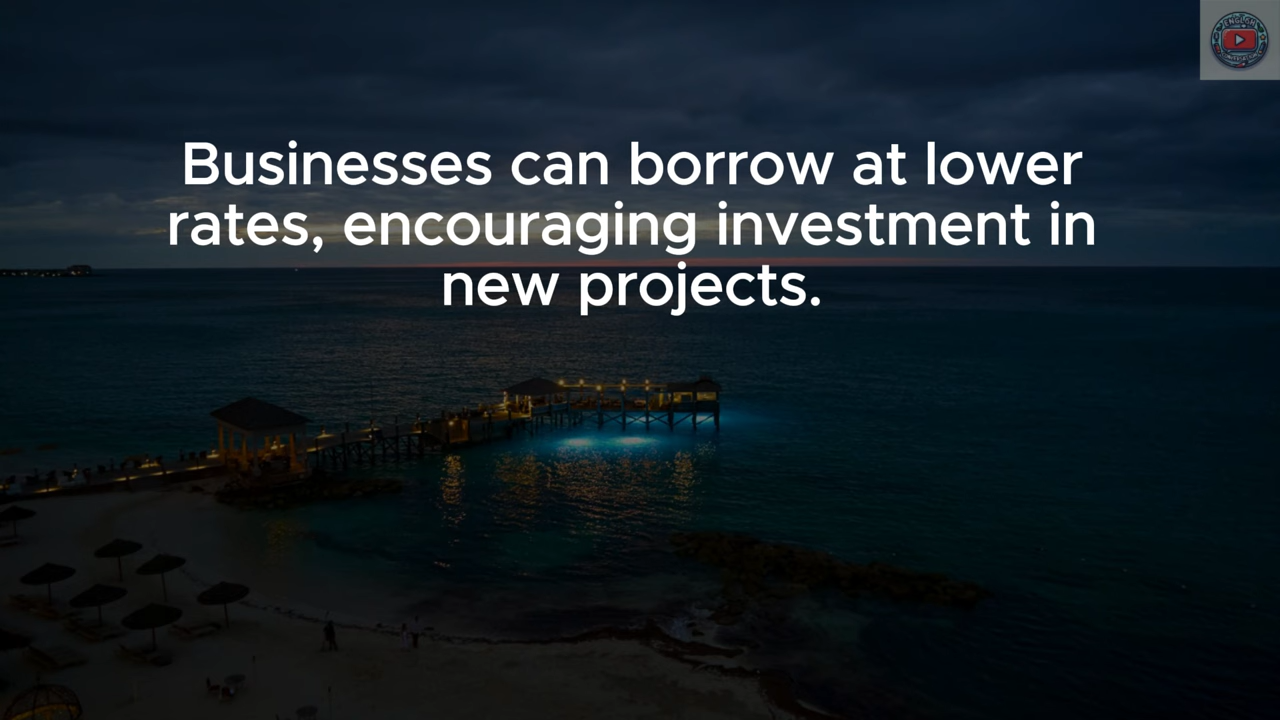 Businesses can borrow at lower
rates, encouraging investment in
new projects.